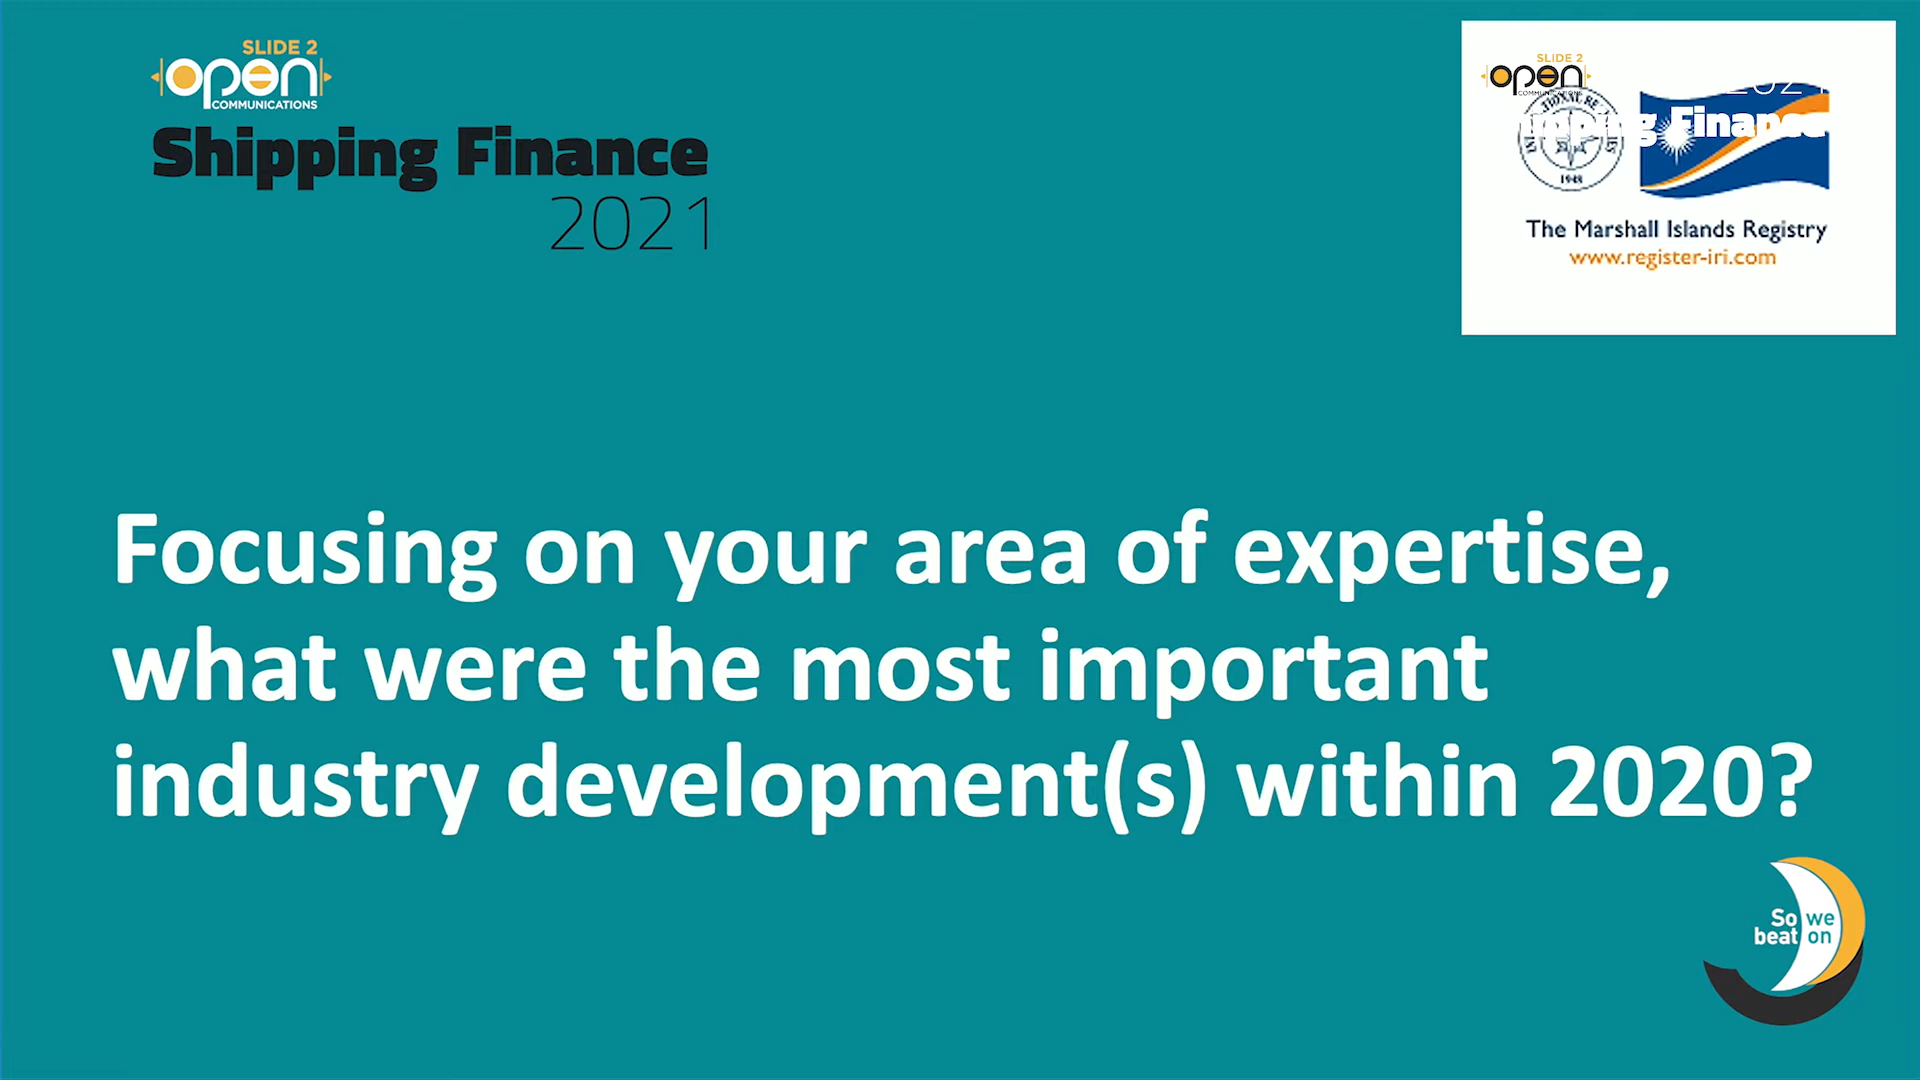 SLIDE 2
open
COMMUNICATIONS
Shipping Finance
2021
SLIDE 2
open
2021
Finance
1948
The Marshall Islands Registry
www.register-iri.com
Focusing on your area of expertise,
what were the most important
industry development(s) within 2020?
So we
beat on